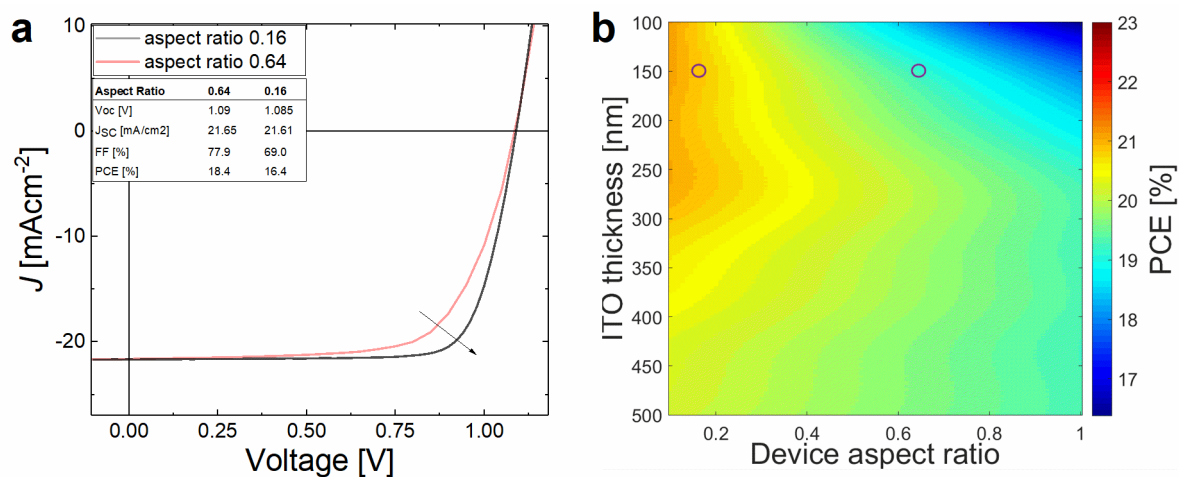 a
aspect ratio 0.16
aspect ratio 0.64
Aspect Ratio 0.64 0.16
Voc [V] 1.09 1.085
JSC [mA/cm2] 21.65 21.61
FF [%] 77.9 69.0
PCE [%] 18.4 16.4
10
0
-10
-20
J [mAcm-2]
0.00 0.25 0.50 0.75 1.00
Voltage [V]
b
100
150
200
250
300
350
400
450
500
ITO thickness [nm]
0.2 0.4 0.6 0.8 1
Device aspect ratio
23
22
21
20
19
18
17
PCE [%]